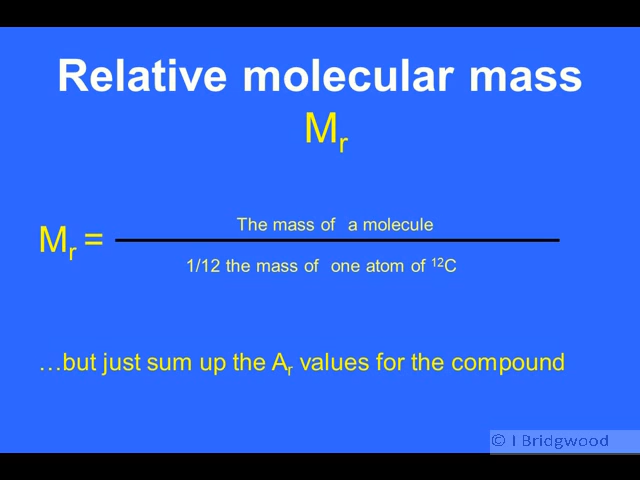 Relative molecular mass
Mr
The mass of a molecule
Mr =
1/12 the mass of one atom of 12C
…but just sum up the Ar values for the compound
© I Bridgwood